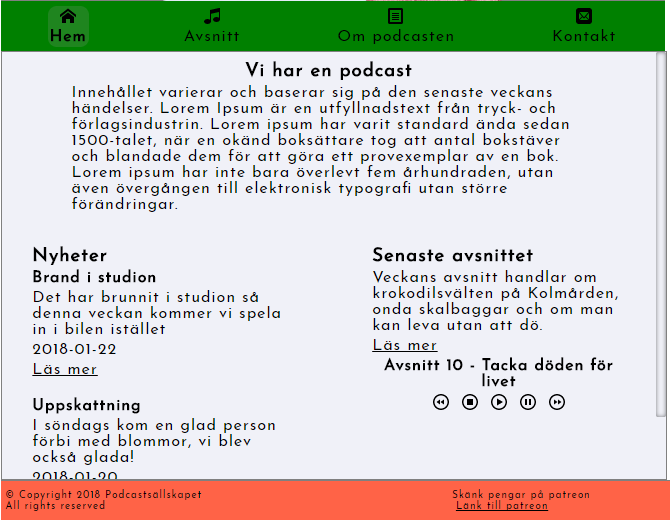 Hem Avsnitt Om podcasten Kontakt
Vi har en podcast
Innehållet varierar och baserar sig på den senaste veckans
händelser. Lorem Ipsum är en utfyllnadstext från tryck- och
förlagsindustrin. Lorem ipsum har varit standard ända sedan
1500-talet, när en okänd boksättare tog att antal bokstäver
och blandade dem för att göra ett provexemplar av en bok.
Lorem ipsum har inte bara överlevt fem århundraden, utan
även övergången till elektronisk typografi utan större
förändringar.
Nyheter
Brand i studion
Det har brunnit i studion så
denna veckan kommer vi spela
in i bilen istället
2018-01-22
Läs mer
Uppskattning
I söndags kom en glad person
förbi med blommor, vi blev
också glada!
2018-01-20
Senaste avsnittet
Veckans avsnitt handlar om
krokodilsvälten på Kolmården,
onda skalbaggar och om man
kan leva utan att dö.
Läs mer
Avsnitt 10 - Tacka döden för
livet
© Copyright 2018 Podcastsällskapet
All rights reserved
Skänk pengar på patreon
Länk till patreon